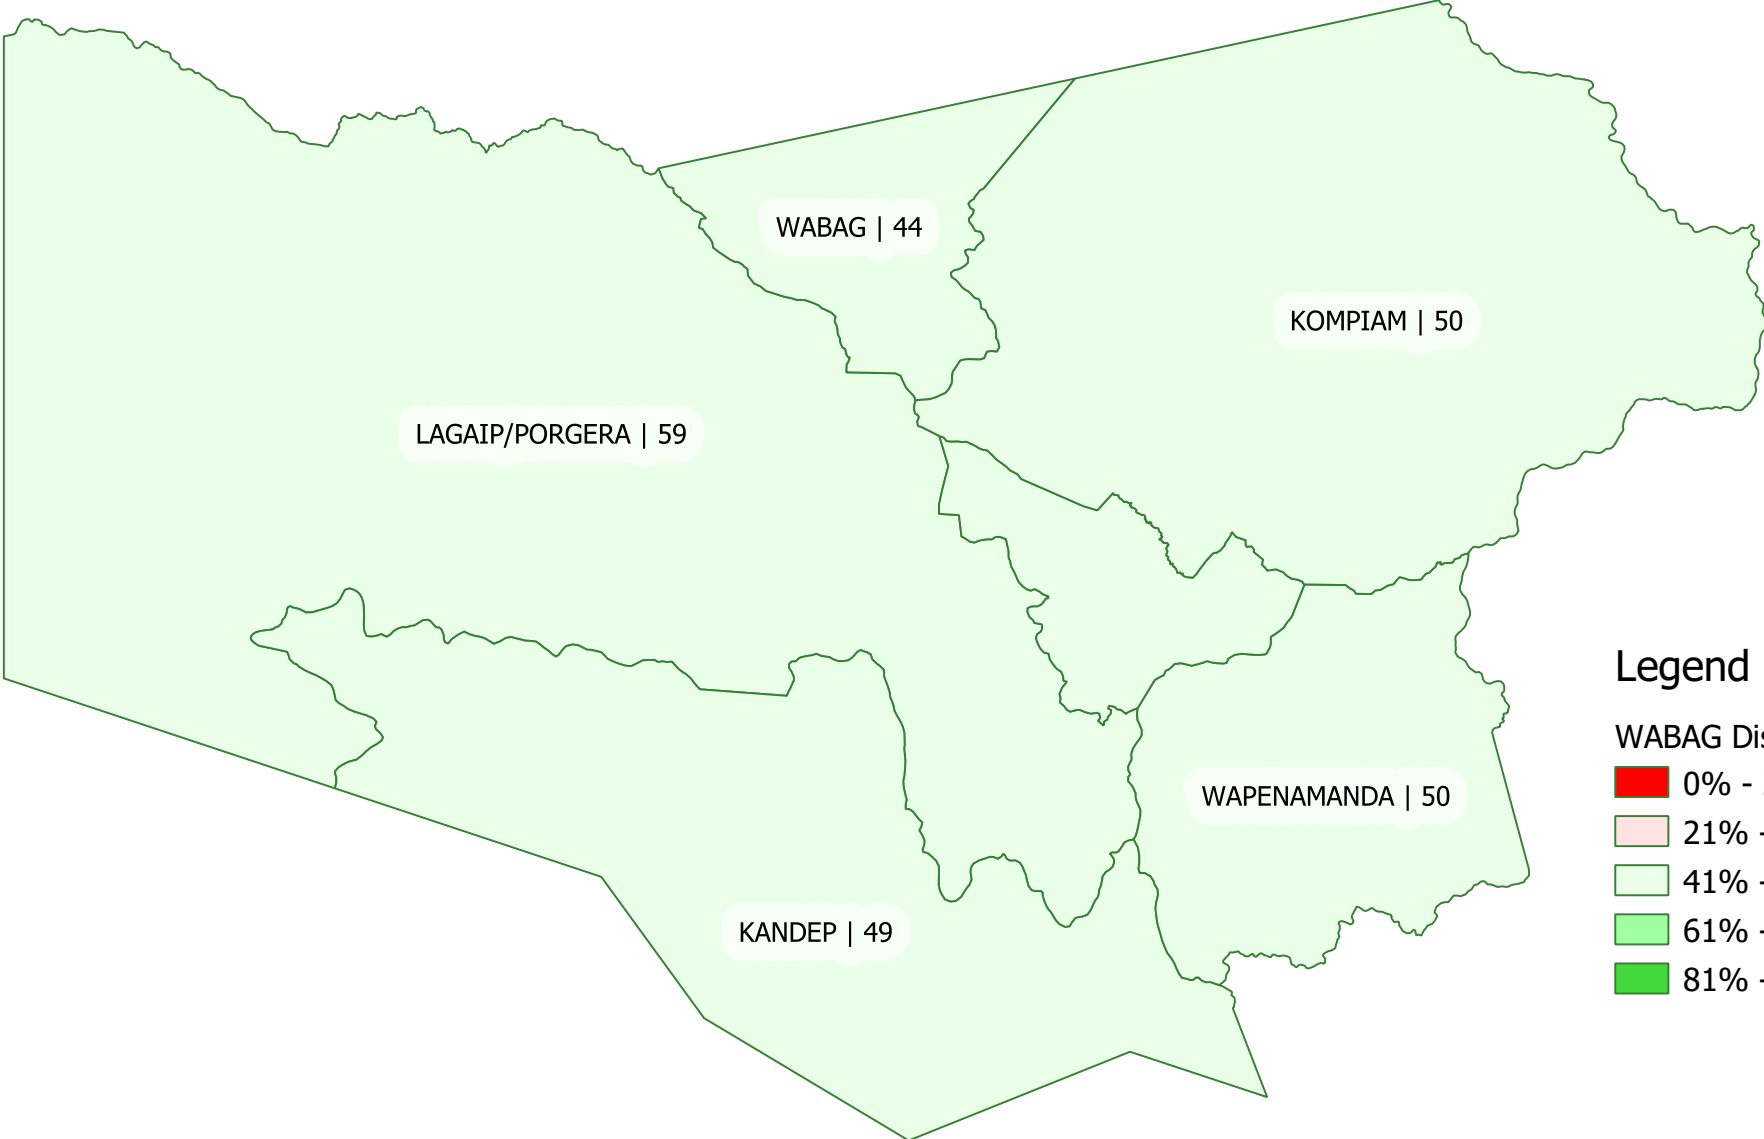 WABAG | 44
KOMPIAM | 50
LAGAIP/PORGERA | 59
WAPENAMANDA | 50
KANDEP | 49
Legend
WABAG Dis
0% -
21% -
41% -
61% -
81% -